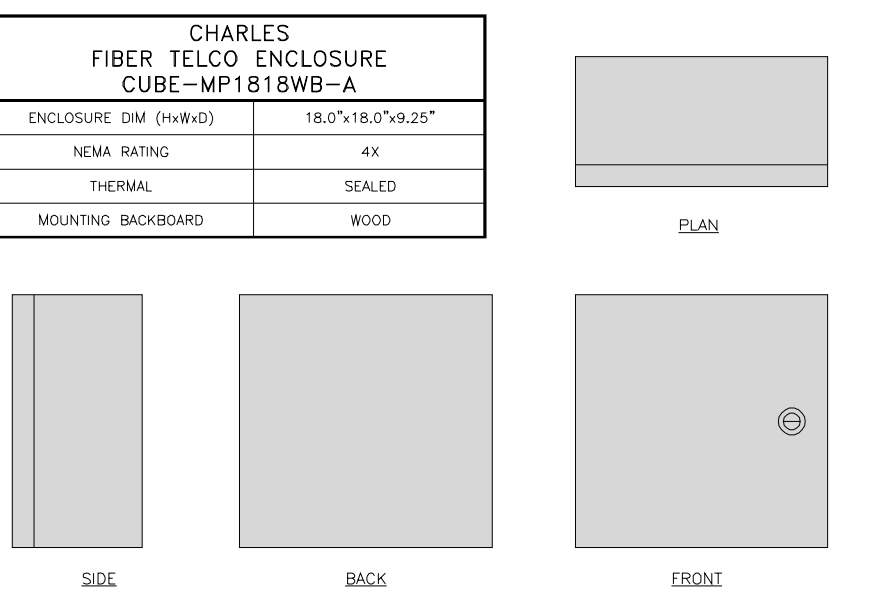 CHARLES
FIBER TELCO ENCLOSURE
CUBE-MP1818WB-A
ENCLOSURE DIM (HxWxD) 18.0"x18.0"x9.25"
NEMA RATING 4X
THERMAL SEALED
MOUNTING BACKBOARD WOOD
PLAN
SIDE BACK FRONT